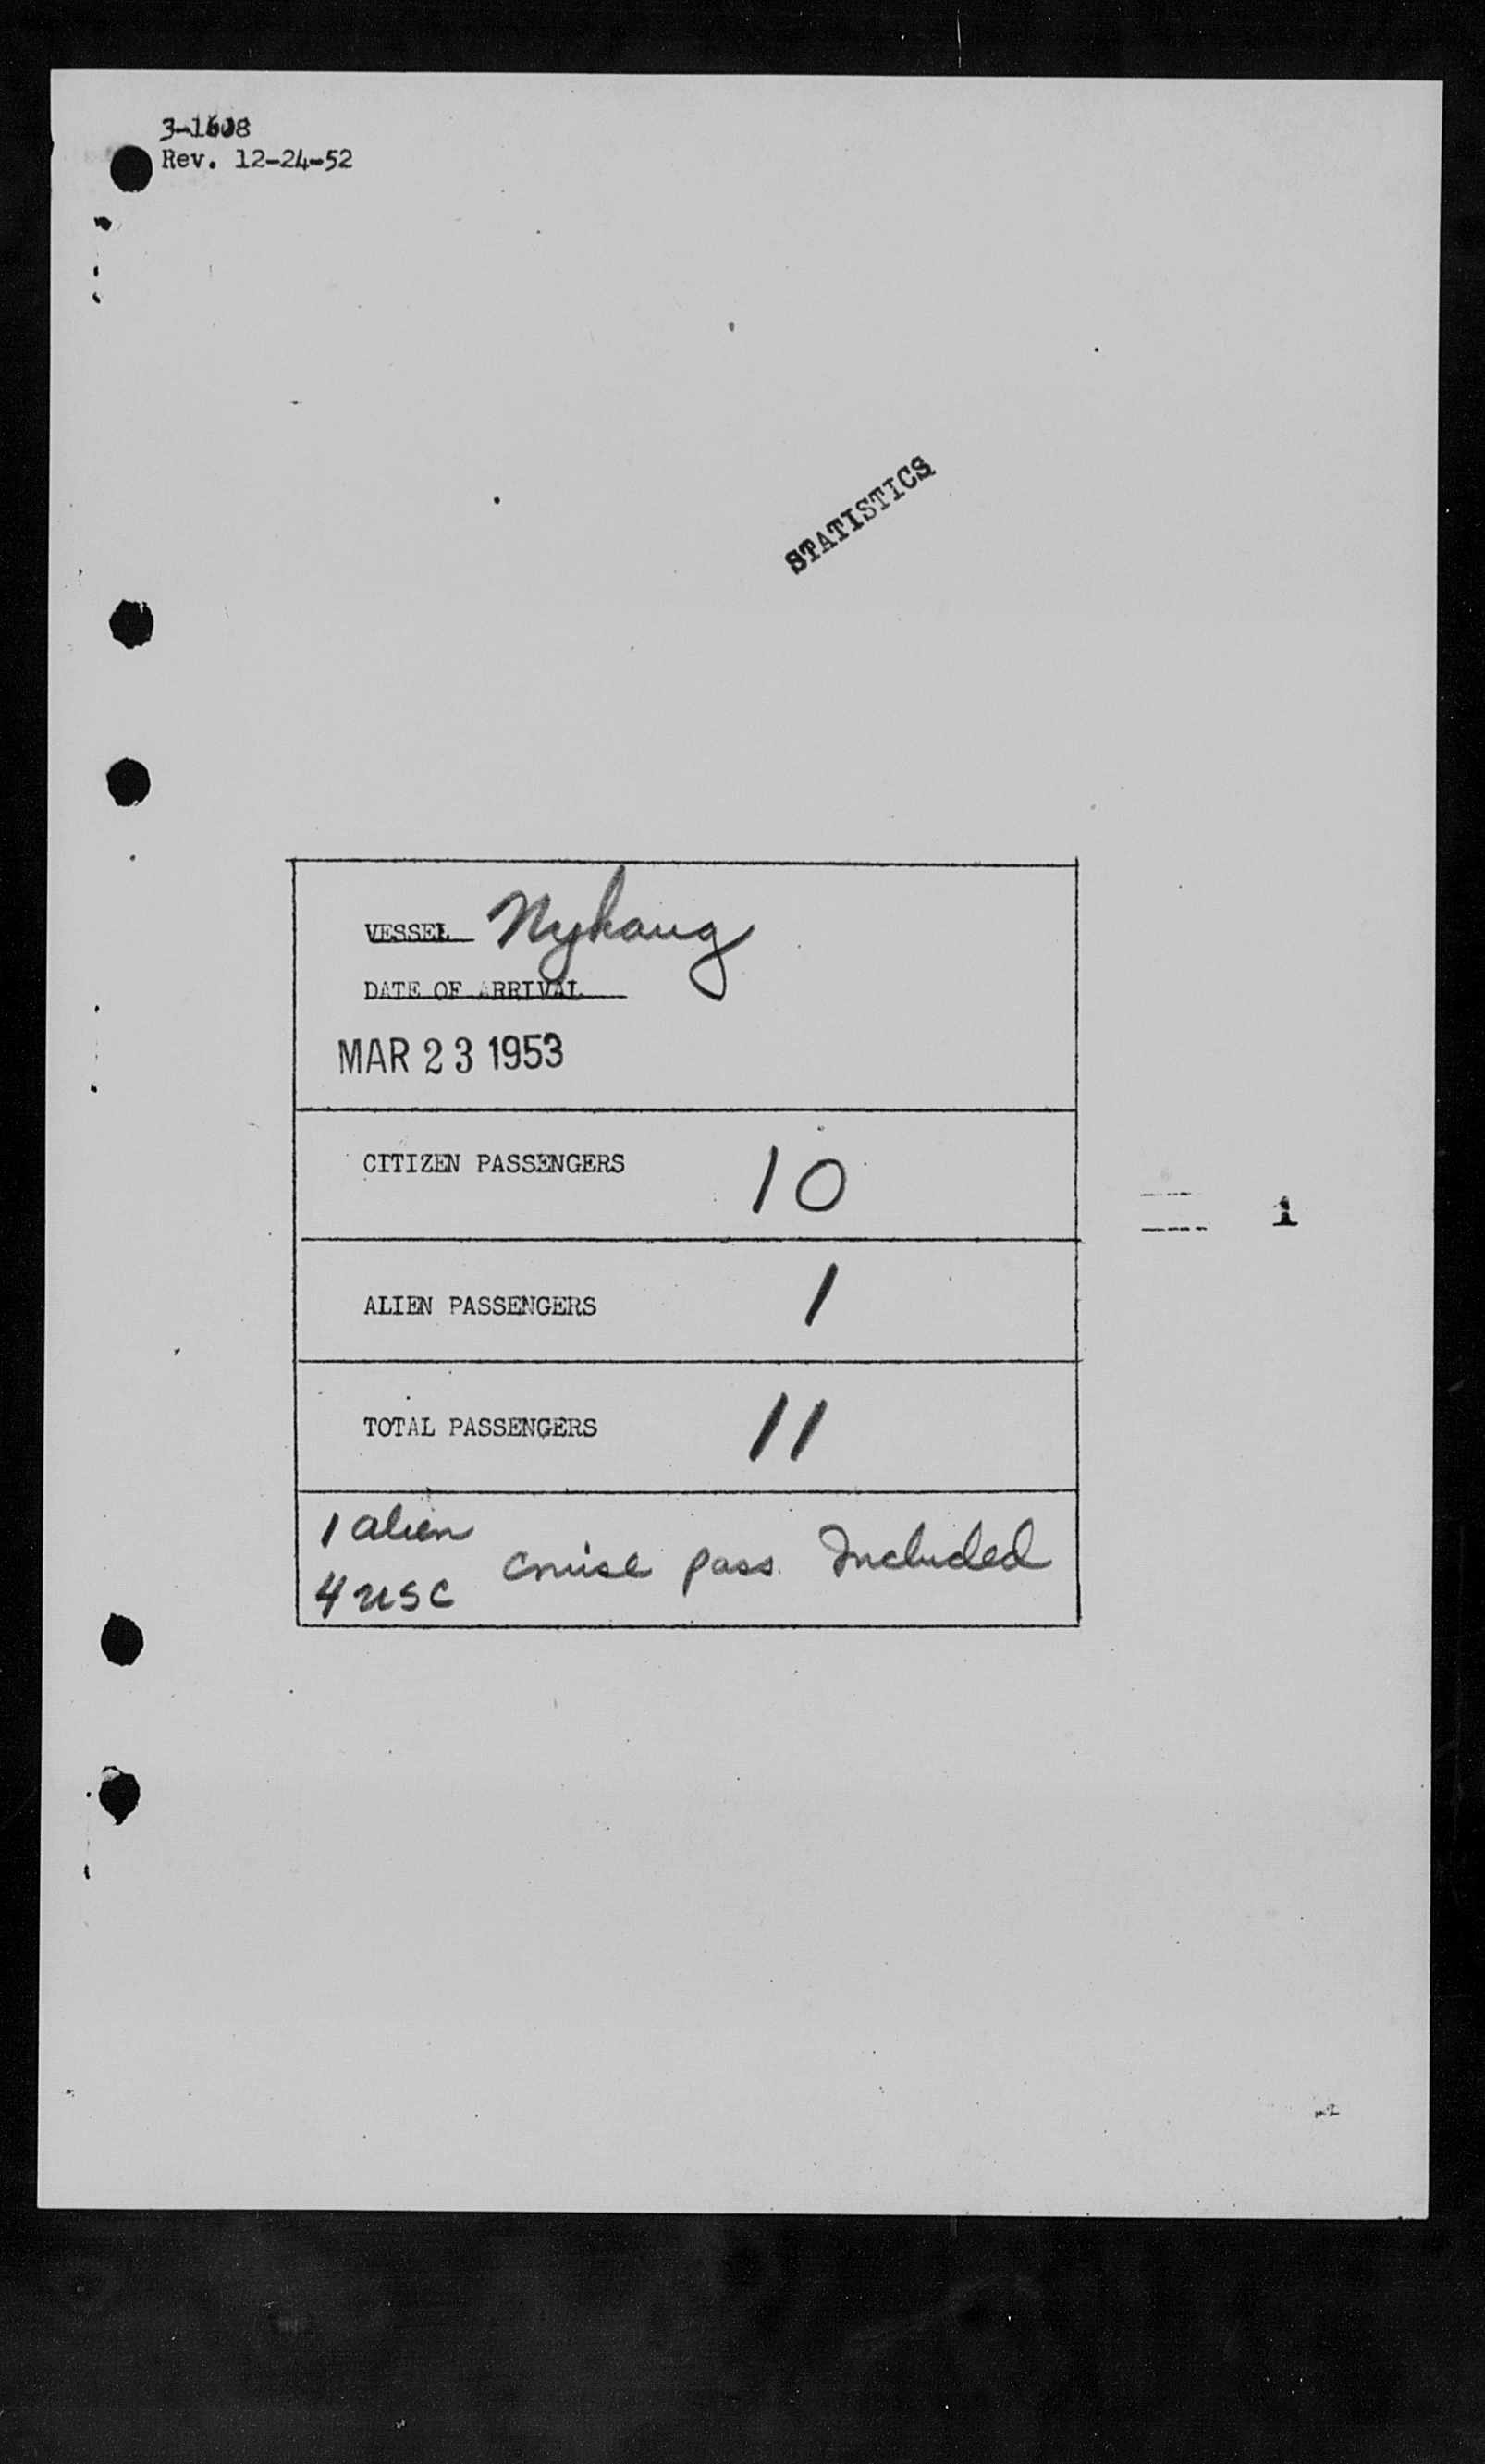 3-1608
Rev. 12-24-52
STATISTICS
VESSEL Nyhaug
DATE OF ARRIVAL
MAR 23 1953
CITIZEN PASSENGERS 10
1
ALIEN PASSENGERS 1
TOTAL PASSENGERS 11
1 alien
4 USC cruise pass. Included